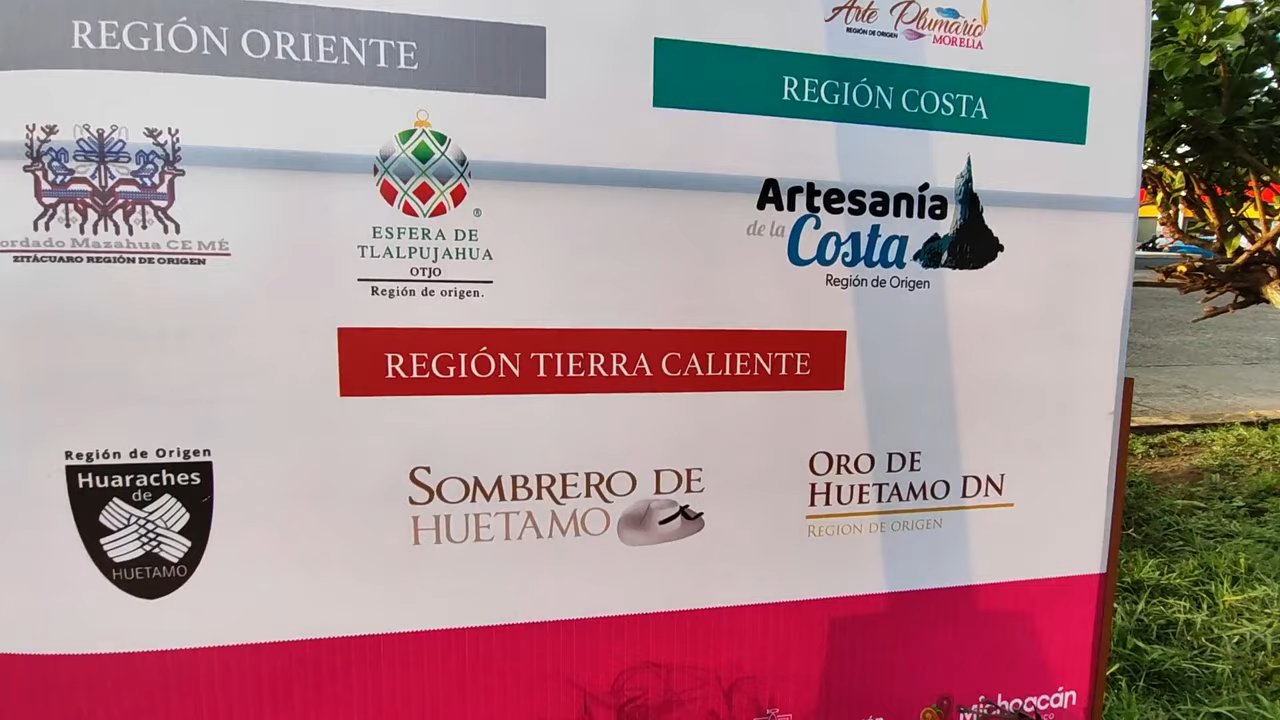 Arte Plumario
REGIÓN DE ORIGEN
MORELIA
REGIÓN ORIENTE
REGIÓN COSTA
ordado Mazahua CE MÉ
ZITÁCUARO REGIÓN DE ORIGEN
ESFERA DE
TLALPUJAHUA
OTJO
Región de origen.
®
Artesanía
de la Costa
Región de Origen
REGIÓN TIERRA CALIENTE
Región de Origen
Huaraches
de
HUETAMO
SOMBRERO DE
HUETAMO
ORO DE
HUETAMO DN
REGION DE ORIGEN
Michoacán